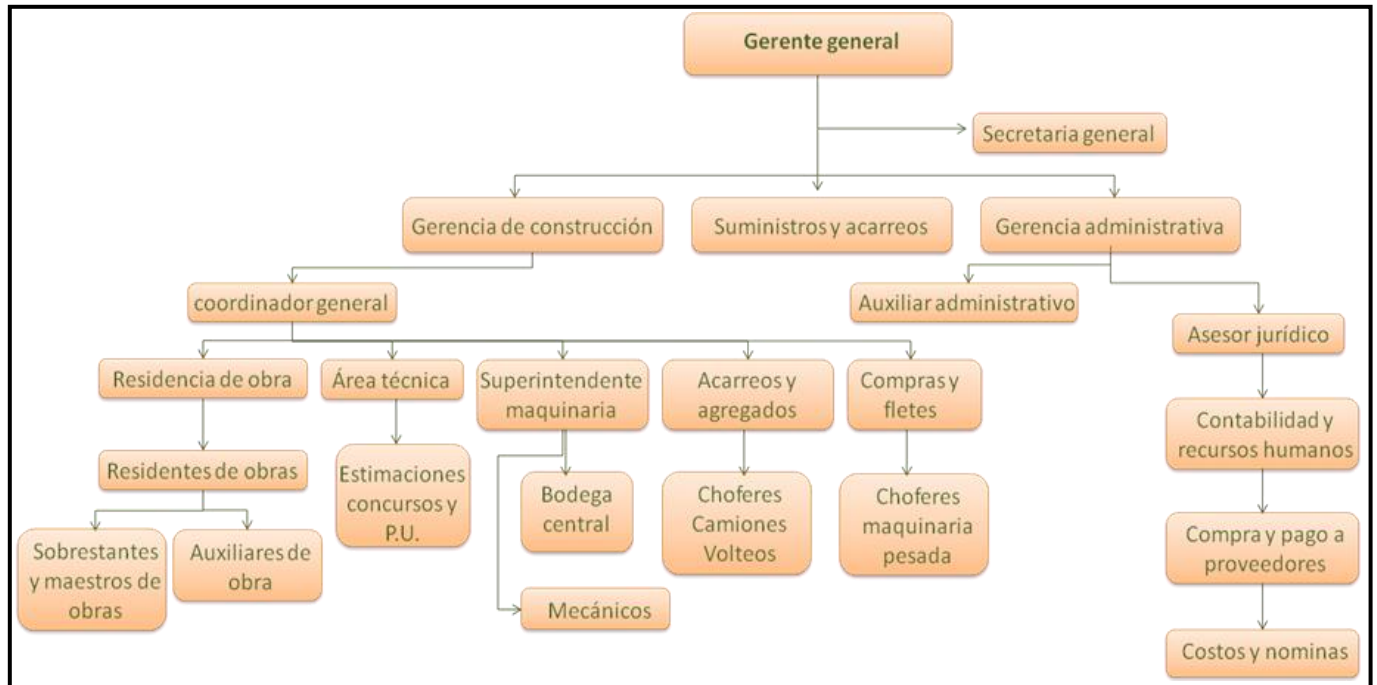 Gerente general
Secretaria general
Gerencia de construcción
Suministros y acarreos
Gerencia administrativa
coordinador general
Auxiliar administrativo
Asesor jurídico
Residencia de obra
Área técnica
Superintendente
maquinaria
Acarreos y
agregados
Compras y
fletes
Contabilidad y
recursos humanos
Residentes de obras
Estimaciones
concursos y
P.U.
Bodega
central
Choferes
Camiones
Volteos
Choferes
maquinaria
pesada
Sobrestantes
y maestros de
obras
Auxiliares de
obra
Compra y pago a
proveedores
Mecánicos
Costos y nominas